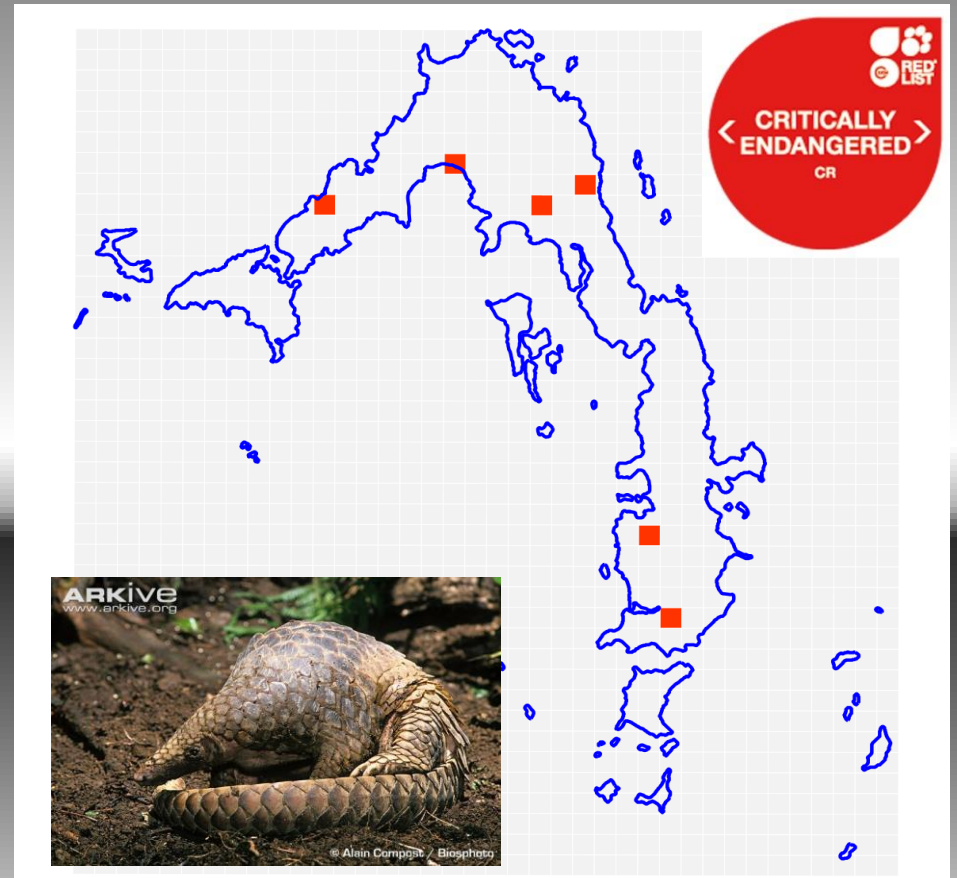 RED
LIST
CRITICALLY
ENDANGERED
CR
ARKive
www.arkive.org
© Alain Compost / Biosphoto